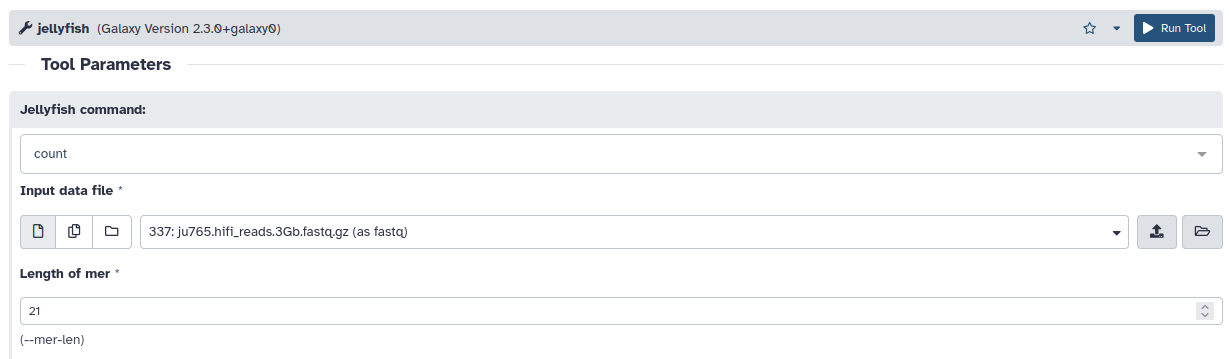 jellyfish (Galaxy Version 2.3.0+galaxy0)
Run Tool
Tool Parameters
Jellyfish command:
count
Input data file *
337: ju765.hifi_reads.3Gb.fastq.gz (as fastq)
Length of mer *
21
(--mer-len)